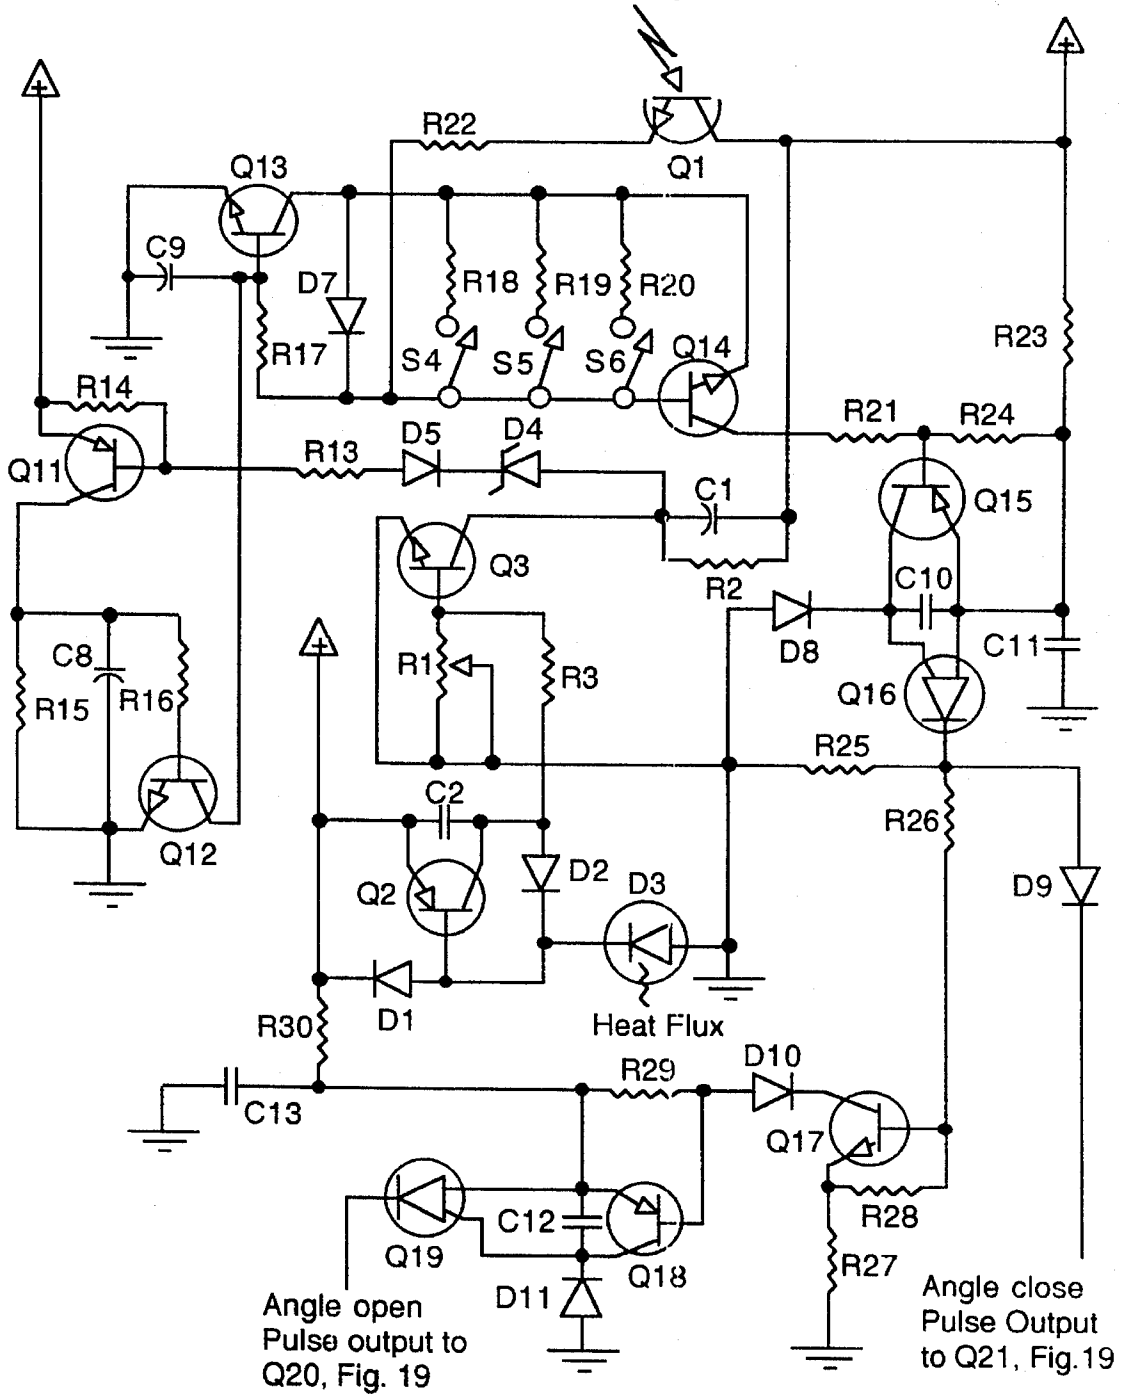 R22
Q1
Q13
C9
D7
R18
R19
R20
R17
S4
S5
S6
Q14
R23
R14
Q11
R13
D5
D4
R21
R24
Q15
C1
R2
Q3
C10
D8
C11
Q16
C8
R15
R16
R1
R3
R25
C2
Q12
R26
Q2
D2
D3
D9
D1
Heat Flux
R30
C13
R29
D10
Q17
R28
Q19
C12
Q18
R27
D11
Angle open
Pulse output to
Q20, Fig. 19
Angle close
Pulse Output
to Q21, Fig.19